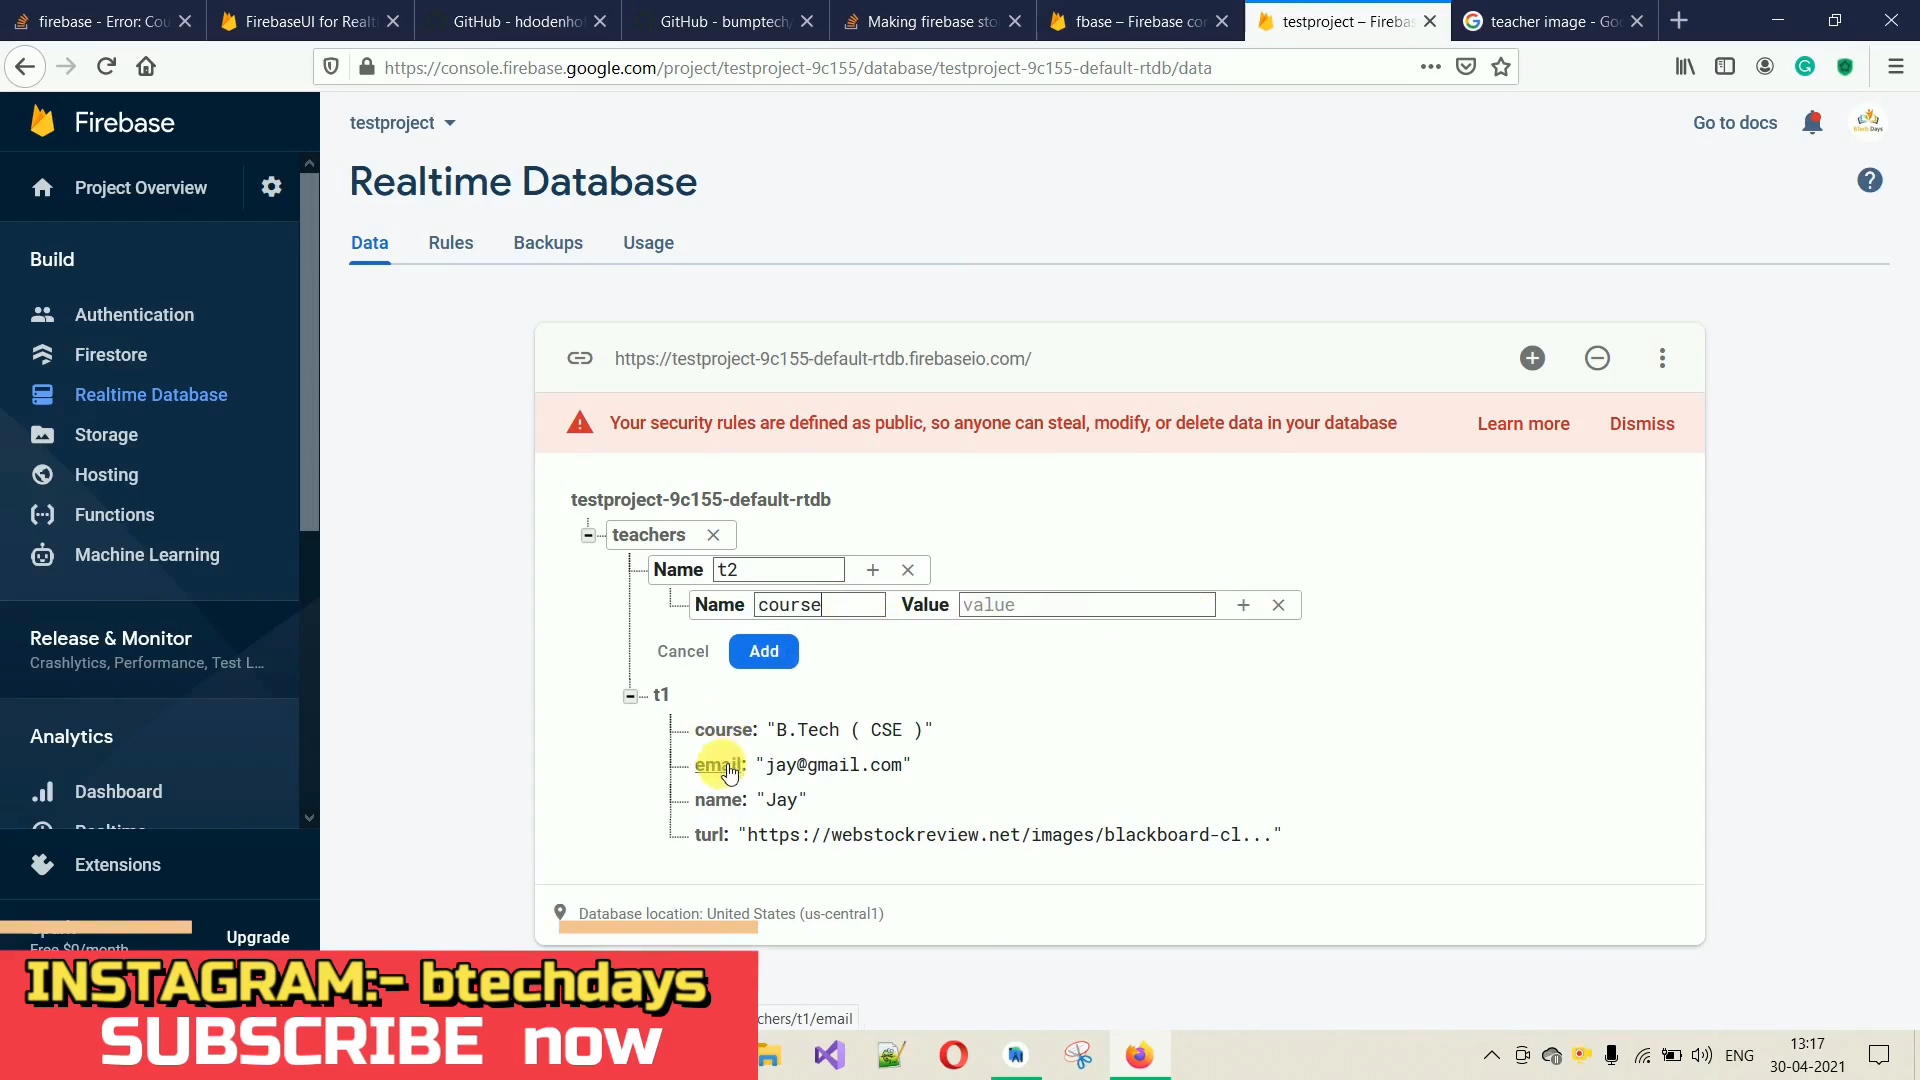 firebase - Error: Cou
FirebaseUI for Realt
GitHub - hdodenhof
GitHub - bumptech/
Making firebase sto
fbase – Firebase con
testproject – Fireba
teacher image - Goo
https://console.firebase.google.com/project/testproject-9c155/database/testproject-9c155-default-rtdb/data
Firebase
testproject
Go to docs
Project Overview
Realtime Database
Data
Rules
Backups
Usage
Build
Authentication
Firestore
Realtime Database
Storage
Hosting
Functions
Machine Learning
Release & Monitor
Crashlytics, Performance, Test L...
Analytics
Dashboard
Extensions
Upgrade
https://testproject-9c155-default-rtdb.firebaseio.com/
Your security rules are defined as public, so anyone can steal, modify, or delete data in your database
Learn more
Dismiss
testproject-9c155-default-rtdb
teachers
Name t2
Name course Value value
Cancel
Add
t1
course: "B.Tech ( CSE )"
email: "jay@gmail.com"
name: "Jay"
turl: "https://webstockreview.net/images/blackboard-cl..."
Database location: United States (us-central1)
INSTAGRAM:- btechdays
SUBSCRIBE now
chers/t1/email
ENG
13:17
30-04-2021